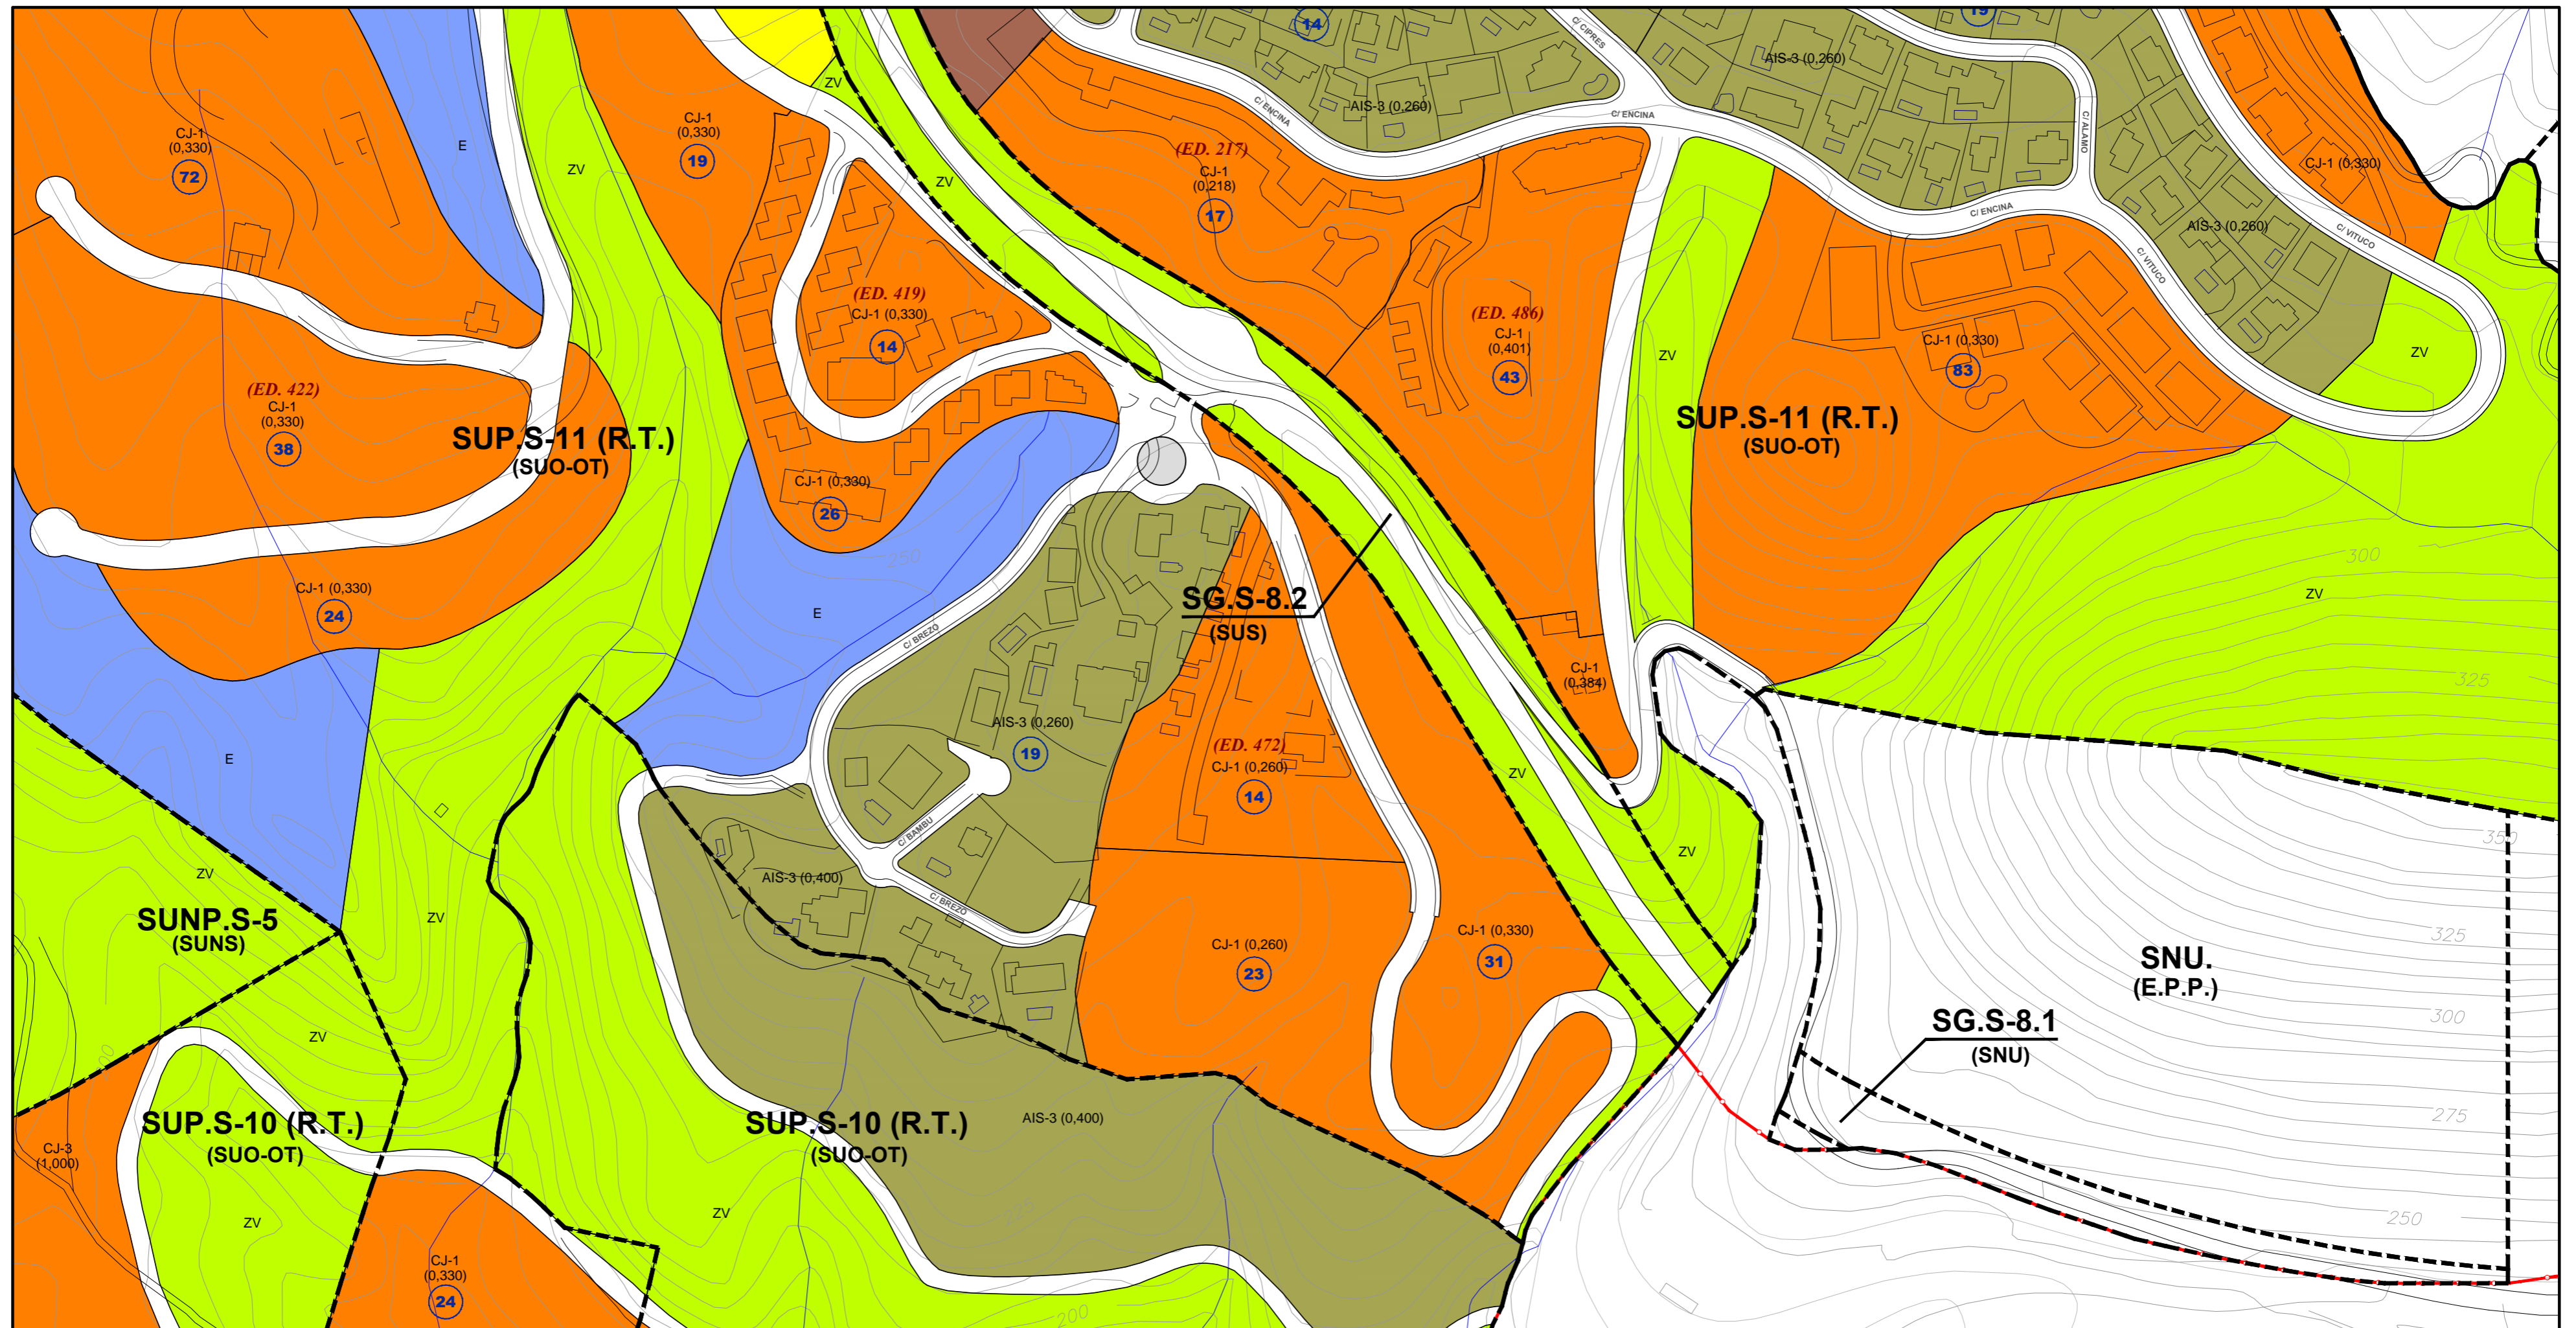 14
19
C/ CIPRES
AIS-3 (0,260)
ZV
C/ ENCINA
AIS-3 (0,260)
C/ ENCINA
CJ-1
(0,330)
72
E
ZV
CJ-1
(0,330)
19
ZV
(ED. 217)
CJ-1
(0,218)
17
C/ ALAMO
CJ-1 (0,330)
C/ ENCINA
AIS-3 (0,260)
C/ VITUCO
C/ VITUCO
(ED. 419)
CJ-1 (0,330)
14
(ED. 486)
CJ-1
(0,401)
43
ZV
CJ-1 (0,330)
83
ZV
(ED. 422)
CJ-1
(0,330)
38
SUP.S-11 (R.T.)
(SUO-OT)
SUP.S-11 (R.T.)
(SUO-OT)
CJ-1 (0,330)
26
250
300
ZV
CJ-1 (0,330)
24
E
C/ BREZO
SG.S-8.2
(SUS)
CJ-1
(0,384)
325
AIS-3 (0,260)
19
(ED. 472)
CJ-1 (0,260)
14
E
ZV
C/ BAMBU
350
ZV
ZV
AIS-3 (0,400)
C/ BREZO
ZV
SUNP.S-5
(SUNS)
CJ-1 (0,260)
23
CJ-1 (0,330)
31
325
SNU.
(E.P.P.)
ZV
SG.S-8.1
(SNU)
300
SUP.S-10 (R.T.)
(SUO-OT)
SUP.S-10 (R.T.)
(SUO-OT)
AIS-3 (0,400)
275
CJ-3
(1,000)
ZV
ZV
250
CJ-1
(0,330)
24
200